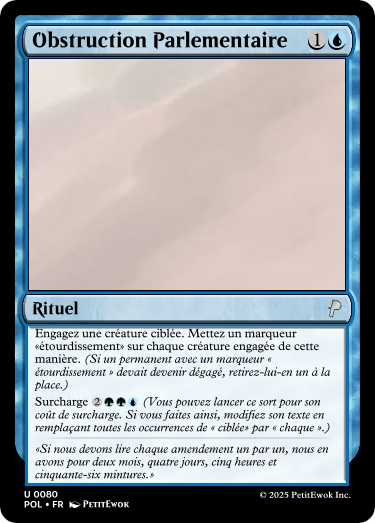 Obstruction Parlementaire 1
Rituel
Engagez une créature ciblée. Mettez un marqueur
«étourdissement» sur chaque créature engagée de cette
manière. (Si un permanent avec un marqueur «
étourdissement » devait devenir dégagé, retirez-lui-en un à la
place.)
Surcharge 2 (Vous pouvez lancer ce sort pour son
coût de surcharge. Si vous faites ainsi, modifiez son texte en
remplaçant toutes les occurrences de « ciblée» par « chaque ».)
«Si nous devons lire chaque amendement un par un, nous en
avons pour deux mois, quatre jours, cinq heures et
cinquante-six mintures.»
U 0080
POL • FR PetitEwok
© 2025 PetitEwok Inc.